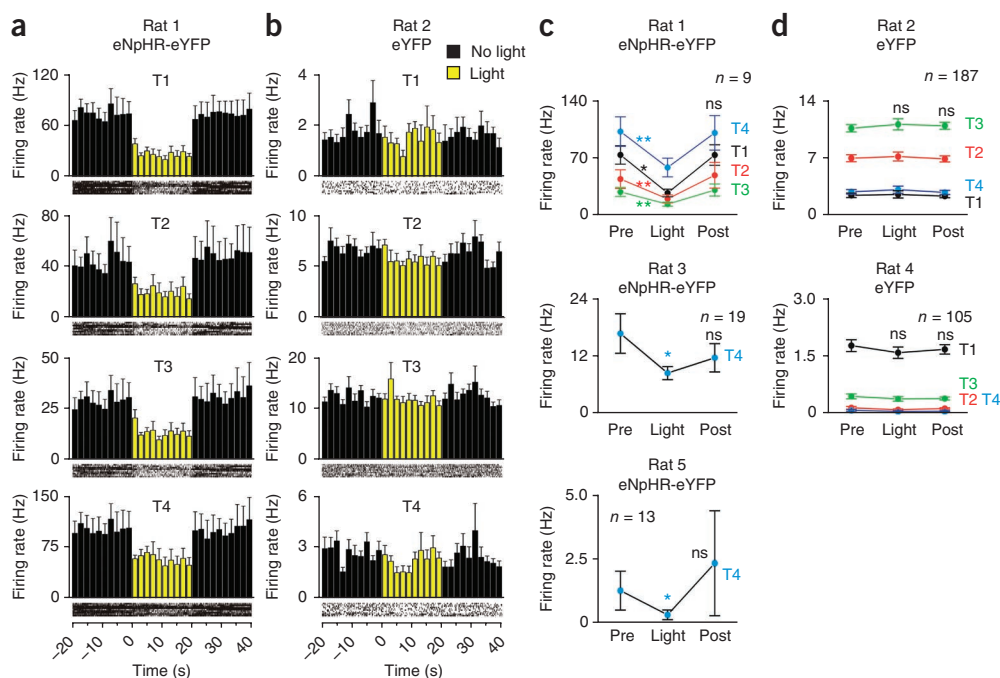 a
Rat 1
eNpHR-eYFP
T1
Firing rate (Hz)
120
60
0
T2
Firing rate (Hz)
80
40
0
T3
Firing rate (Hz)
50
25
0
T4
Firing rate (Hz)
150
75
0
–20
–10
0
10
20
30
40
Time (s)
b
Rat 2
eYFP
No light
Light
T1
Firing rate (Hz)
4
2
0
T2
Firing rate (Hz)
10
5
0
T3
Firing rate (Hz)
20
10
0
T4
Firing rate (Hz)
6
3
0
–20
–10
0
10
20
30
40
Time (s)
c
Rat 1
eNpHR-eYFP
n = 9
Firing rate (Hz)
140
70
0
ns
**
*
**
**
T4
T1
T2
T3
Pre Light Post
Rat 3
eNpHR-eYFP
n = 19
Firing rate (Hz)
24
12
0
*
ns
T4
Pre Light Post
Rat 5
eNpHR-eYFP
n = 13
Firing rate (Hz)
5.0
2.5
0
*
ns
T4
Pre Light Post
d
Rat 2
eYFP
n = 187
Firing rate (Hz)
14
7
0
ns ns
T3
T2
T4
T1
Pre Light Post
Rat 4
eYFP
n = 105
Firing rate (Hz)
3.0
1.5
0
ns ns
T1
T3
T2 T4
Pre Light Post